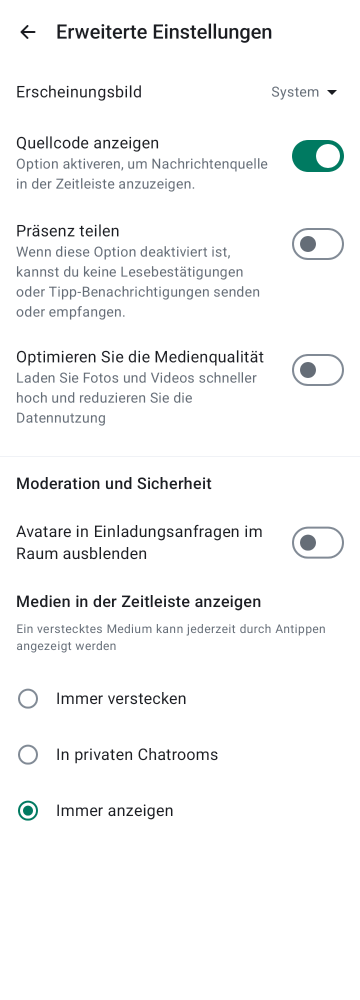 Erweiterte Einstellungen
Erscheinungsbild
System
Quellcode anzeigen
Option aktivieren, um Nachrichtenquelle
in der Zeitleiste anzuzeigen.
Präsenz teilen
Wenn diese Option deaktiviert ist,
kannst du keine Lesebestätigungen
oder Tipp-Benachrichtigungen senden
oder empfangen.
Optimieren Sie die Medienqualität
Laden Sie Fotos und Videos schneller
hoch und reduzieren Sie die
Datennutzung
Moderation und Sicherheit
Avatare in Einladungsanfragen im
Raum ausblenden
Medien in der Zeitleiste anzeigen
Ein verstecktes Medium kann jederzeit durch Antippen
angezeigt werden
Immer verstecken
In privaten Chatrooms
Immer anzeigen